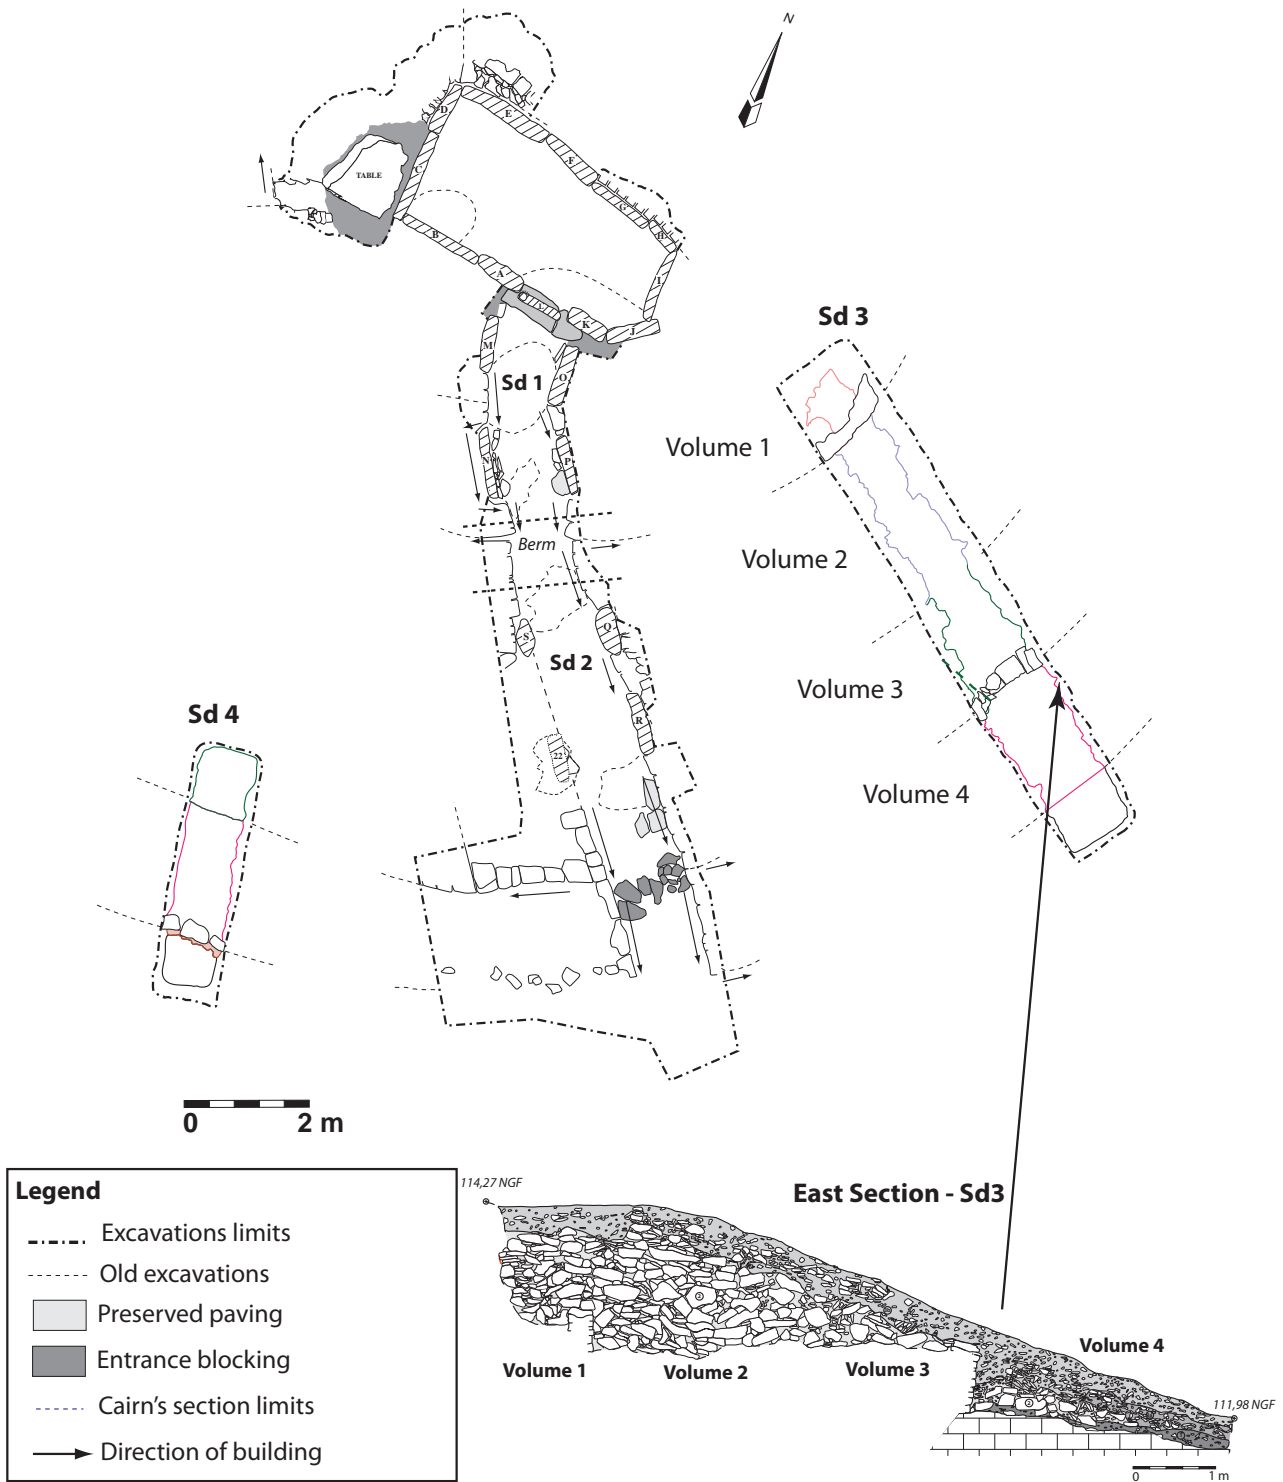 N
D
E
TABLE
C
F
G
H
B
A
I
K
J
M
O
Sd 1
N
P
Berm
S
Q
Sd 2
R
22
Sd 3
Volume 1
Volume 2
Volume 3
Volume 4
Sd 4
0 2 m
Legend
Excavations limits
Old excavations
Preserved paving
Entrance blocking
Cairn's section limits
Direction of building
East Section - Sd3
114,27 NGF
Volume 1
Volume 2
Volume 3
Volume 4
111,98 NGF
2
2
0 1 m